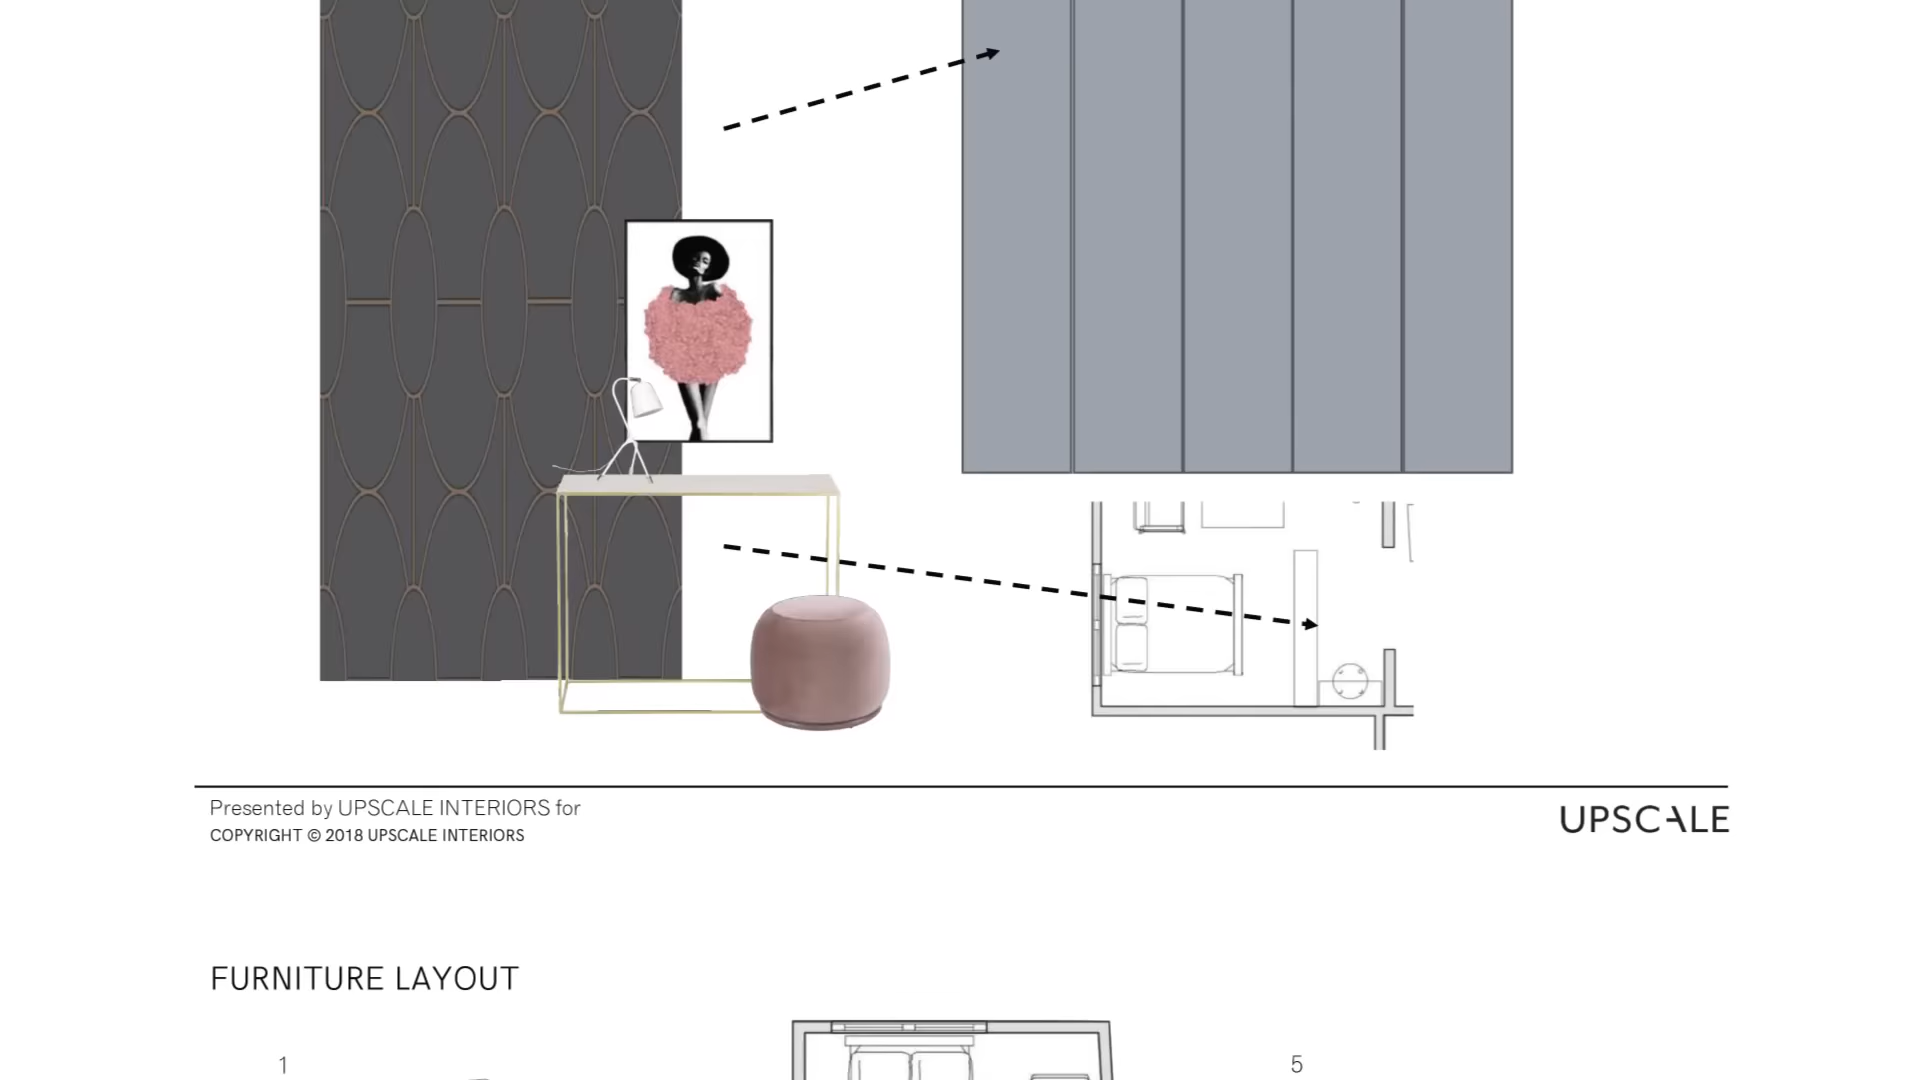 Presented by UPSCALE INTERIORS for
COPYRIGHT © 2018 UPSCALE INTERIORS
UPSCALE
FURNITURE LAYOUT
1
5